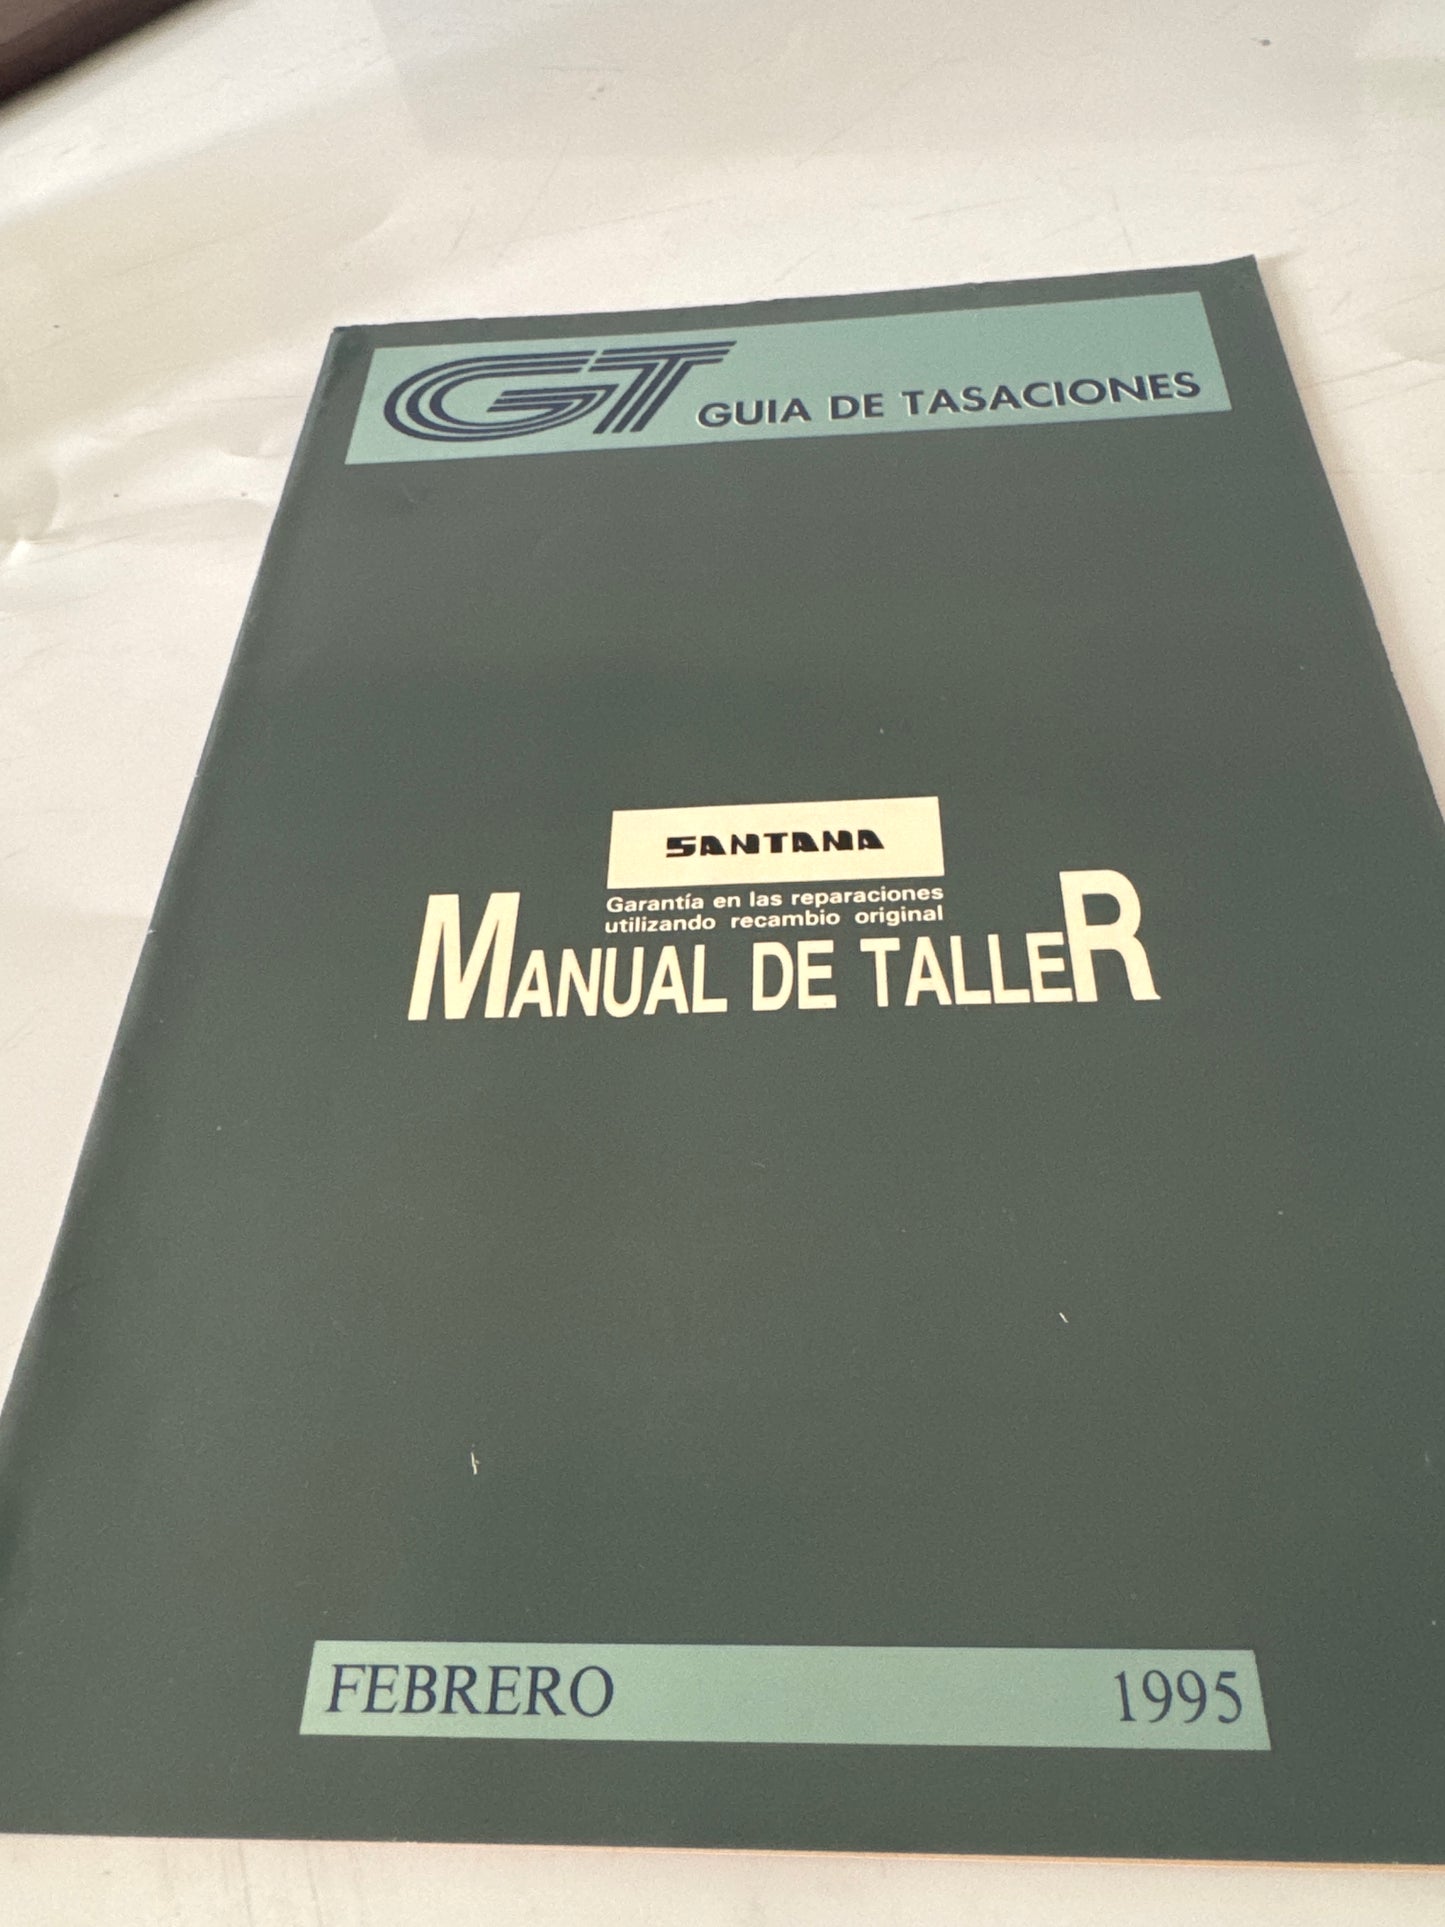 GT GUIA DE TASACIONES
SANTANA
Garantía en las reparaciones
utilizando recambio original
MANUAL DE TALLER
FEBRERO 1995